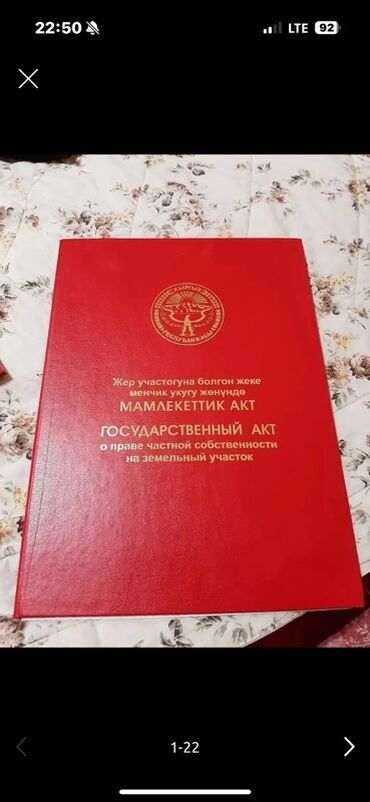 22:50
LTE 92
Жер участогуна болгон жеке
менчик укугу жөнүндө
МАМЛЕКЕТТИК АКТ
ГОСУДАРСТВЕННЫЙ АКТ
о праве частной собственности
на земельный участок
1-22